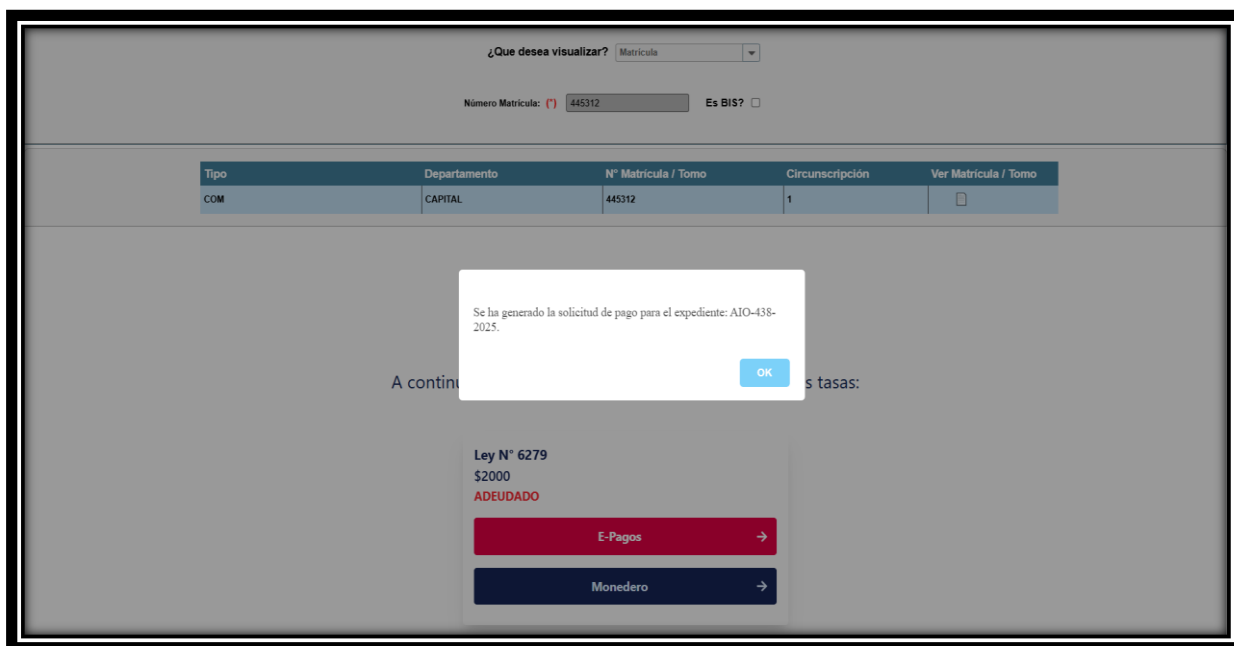 ¿Que desea visualizar? Matricula
Número Matricula: (*) 445312 Es BIS?
Tipo Departamento N° Matrícula / Tomo Circunscripción Ver Matrícula / Tomo
COM CAPITAL 445312 1
Se ha generado la solicitud de pago para el expediente: AIO-438-
2025.
OK
A continu
s tasas:
Ley N° 6279
$2000
ADEUDADO
E-Pagos
Monedero